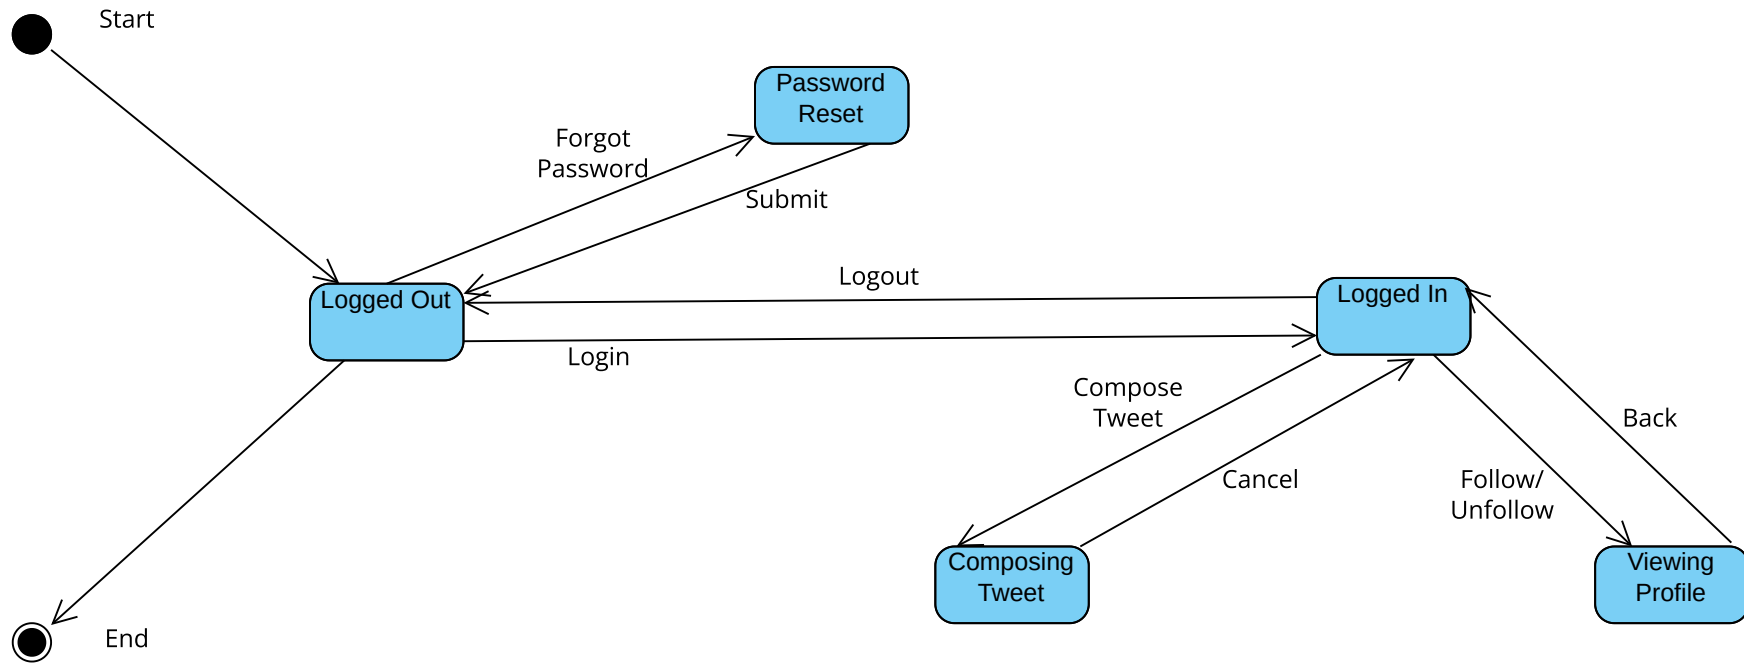 Start
Password
Reset
Forgot
Password
Submit
Logout
Logged Out
Logged In
Login
Compose
Tweet
Back
Cancel
Follow/
Unfollow
Composing
Tweet
Viewing
Profile
End